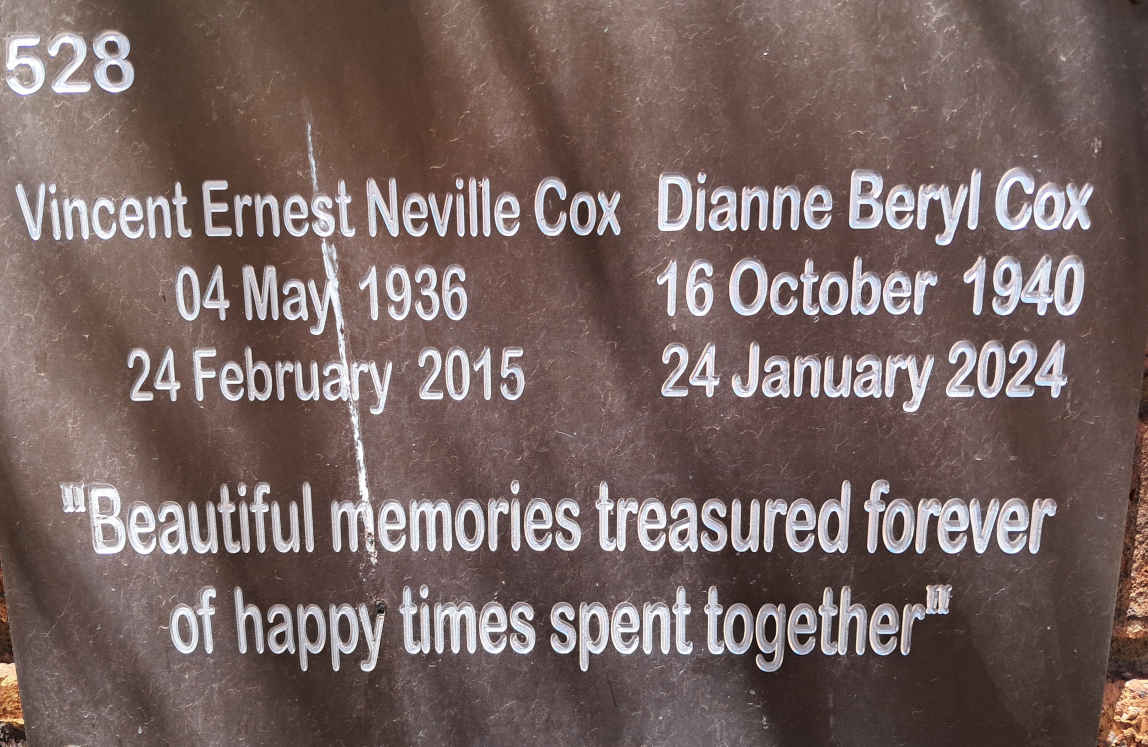 528
Vincent Ernest Neville Cox
04 May 1936
24 February 2015
Dianne Beryl Cox
16 October 1940
24 January 2024
"Beautiful memories treasured forever
of happy times spent together"